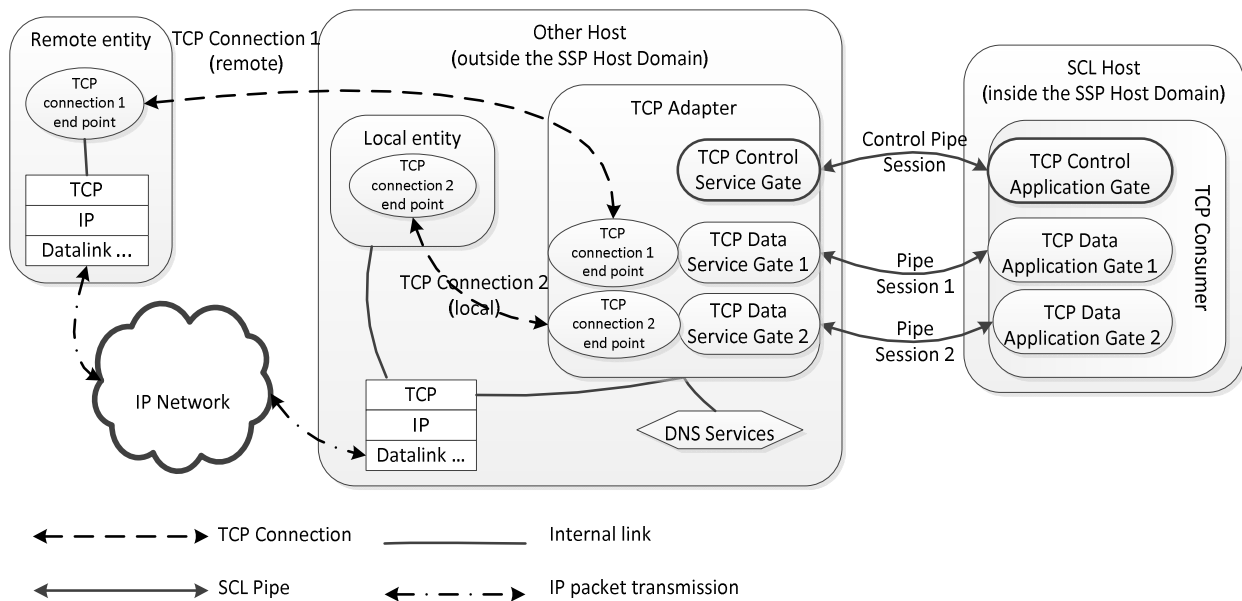 Remote entity
TCP
connection 1
end point
TCP
IP
Datalink ...
TCP Connection 1
(remote)
IP Network
Other Host
(outside the SSP Host Domain)
Local entity
TCP
connection 2
end point
TCP Connection 2
(local)
TCP
IP
Datalink ...
TCP Adapter
TCP Control
Service Gate
TCP
connection 1
end point
TCP Data
Service Gate 1
TCP
connection 2
end point
TCP Data
Service Gate 2
DNS Services
Control Pipe
Session
Pipe
Session 1
Pipe
Session 2
SCL Host
(inside the SSP Host Domain)
TCP Control
Application Gate
TCP Data
Application Gate 1
TCP Data
Application Gate 2
TCP Consumer
TCP Connection
Internal link
SCL Pipe
IP packet transmission